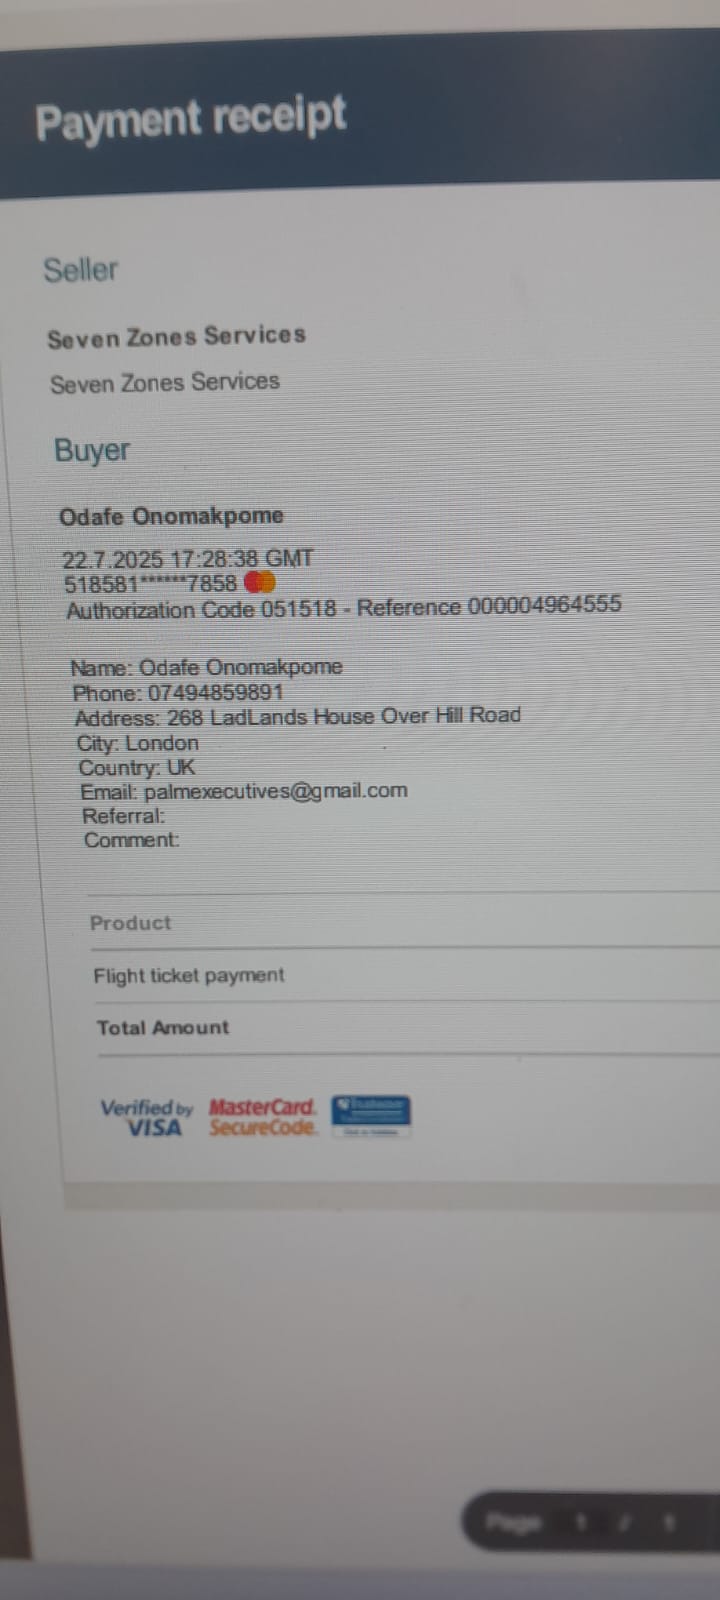 Payment receipt
Seller
Seven Zones Services
Seven Zones Services
Buyer
Odafe Onomakpome
22.7.2025 17:28:38 GMT
518581******7858
Authorization Code 051518 - Reference 000004964555
Name: Odafe Onomakpome
Phone: 07494859891
Address: 268 LadLands House Over Hill Road
City: London
Country: UK
Email: palmexecutives@gmail.com
Referral:
Comment:
Product
Flight ticket payment
Total Amount
Verified by VISA
MasterCard. SecureCode.
Page 1 / 1